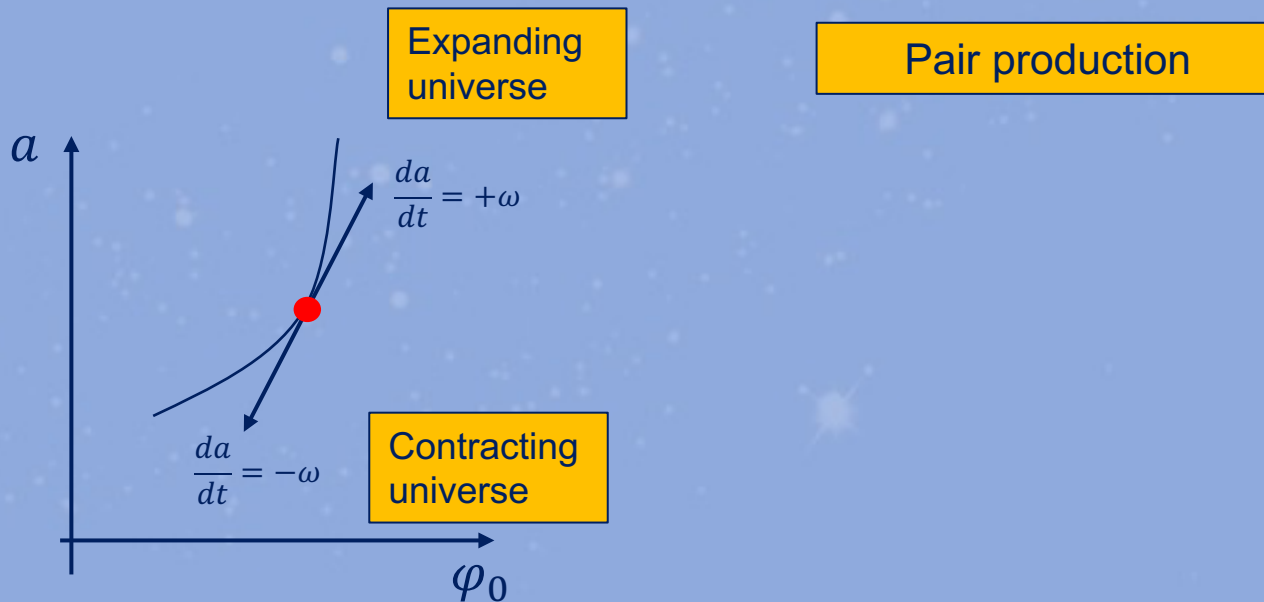 Expanding
universe
Pair production
a
da/dt = +ω
da/dt = −ω
Contracting
universe
φ₀